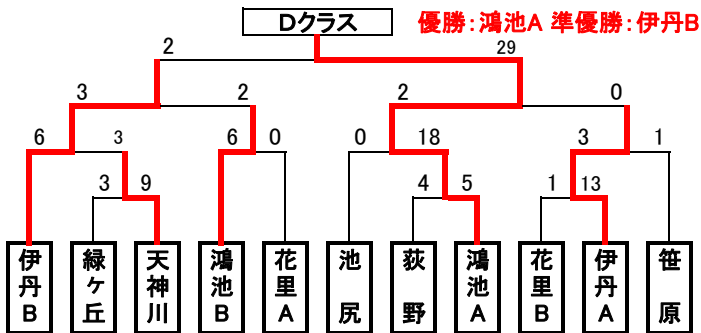 Dクラス
優勝:鴻池A 準優勝:伊丹B
2 29
3 2 2 0
6 3 6 0 0 18 3 1
3 9 4 5 1 13
伊丹B
緑ヶ丘
天神川
鴻池B
花里A
池尻
荻野
鴻池A
花里B
伊丹A
笹原